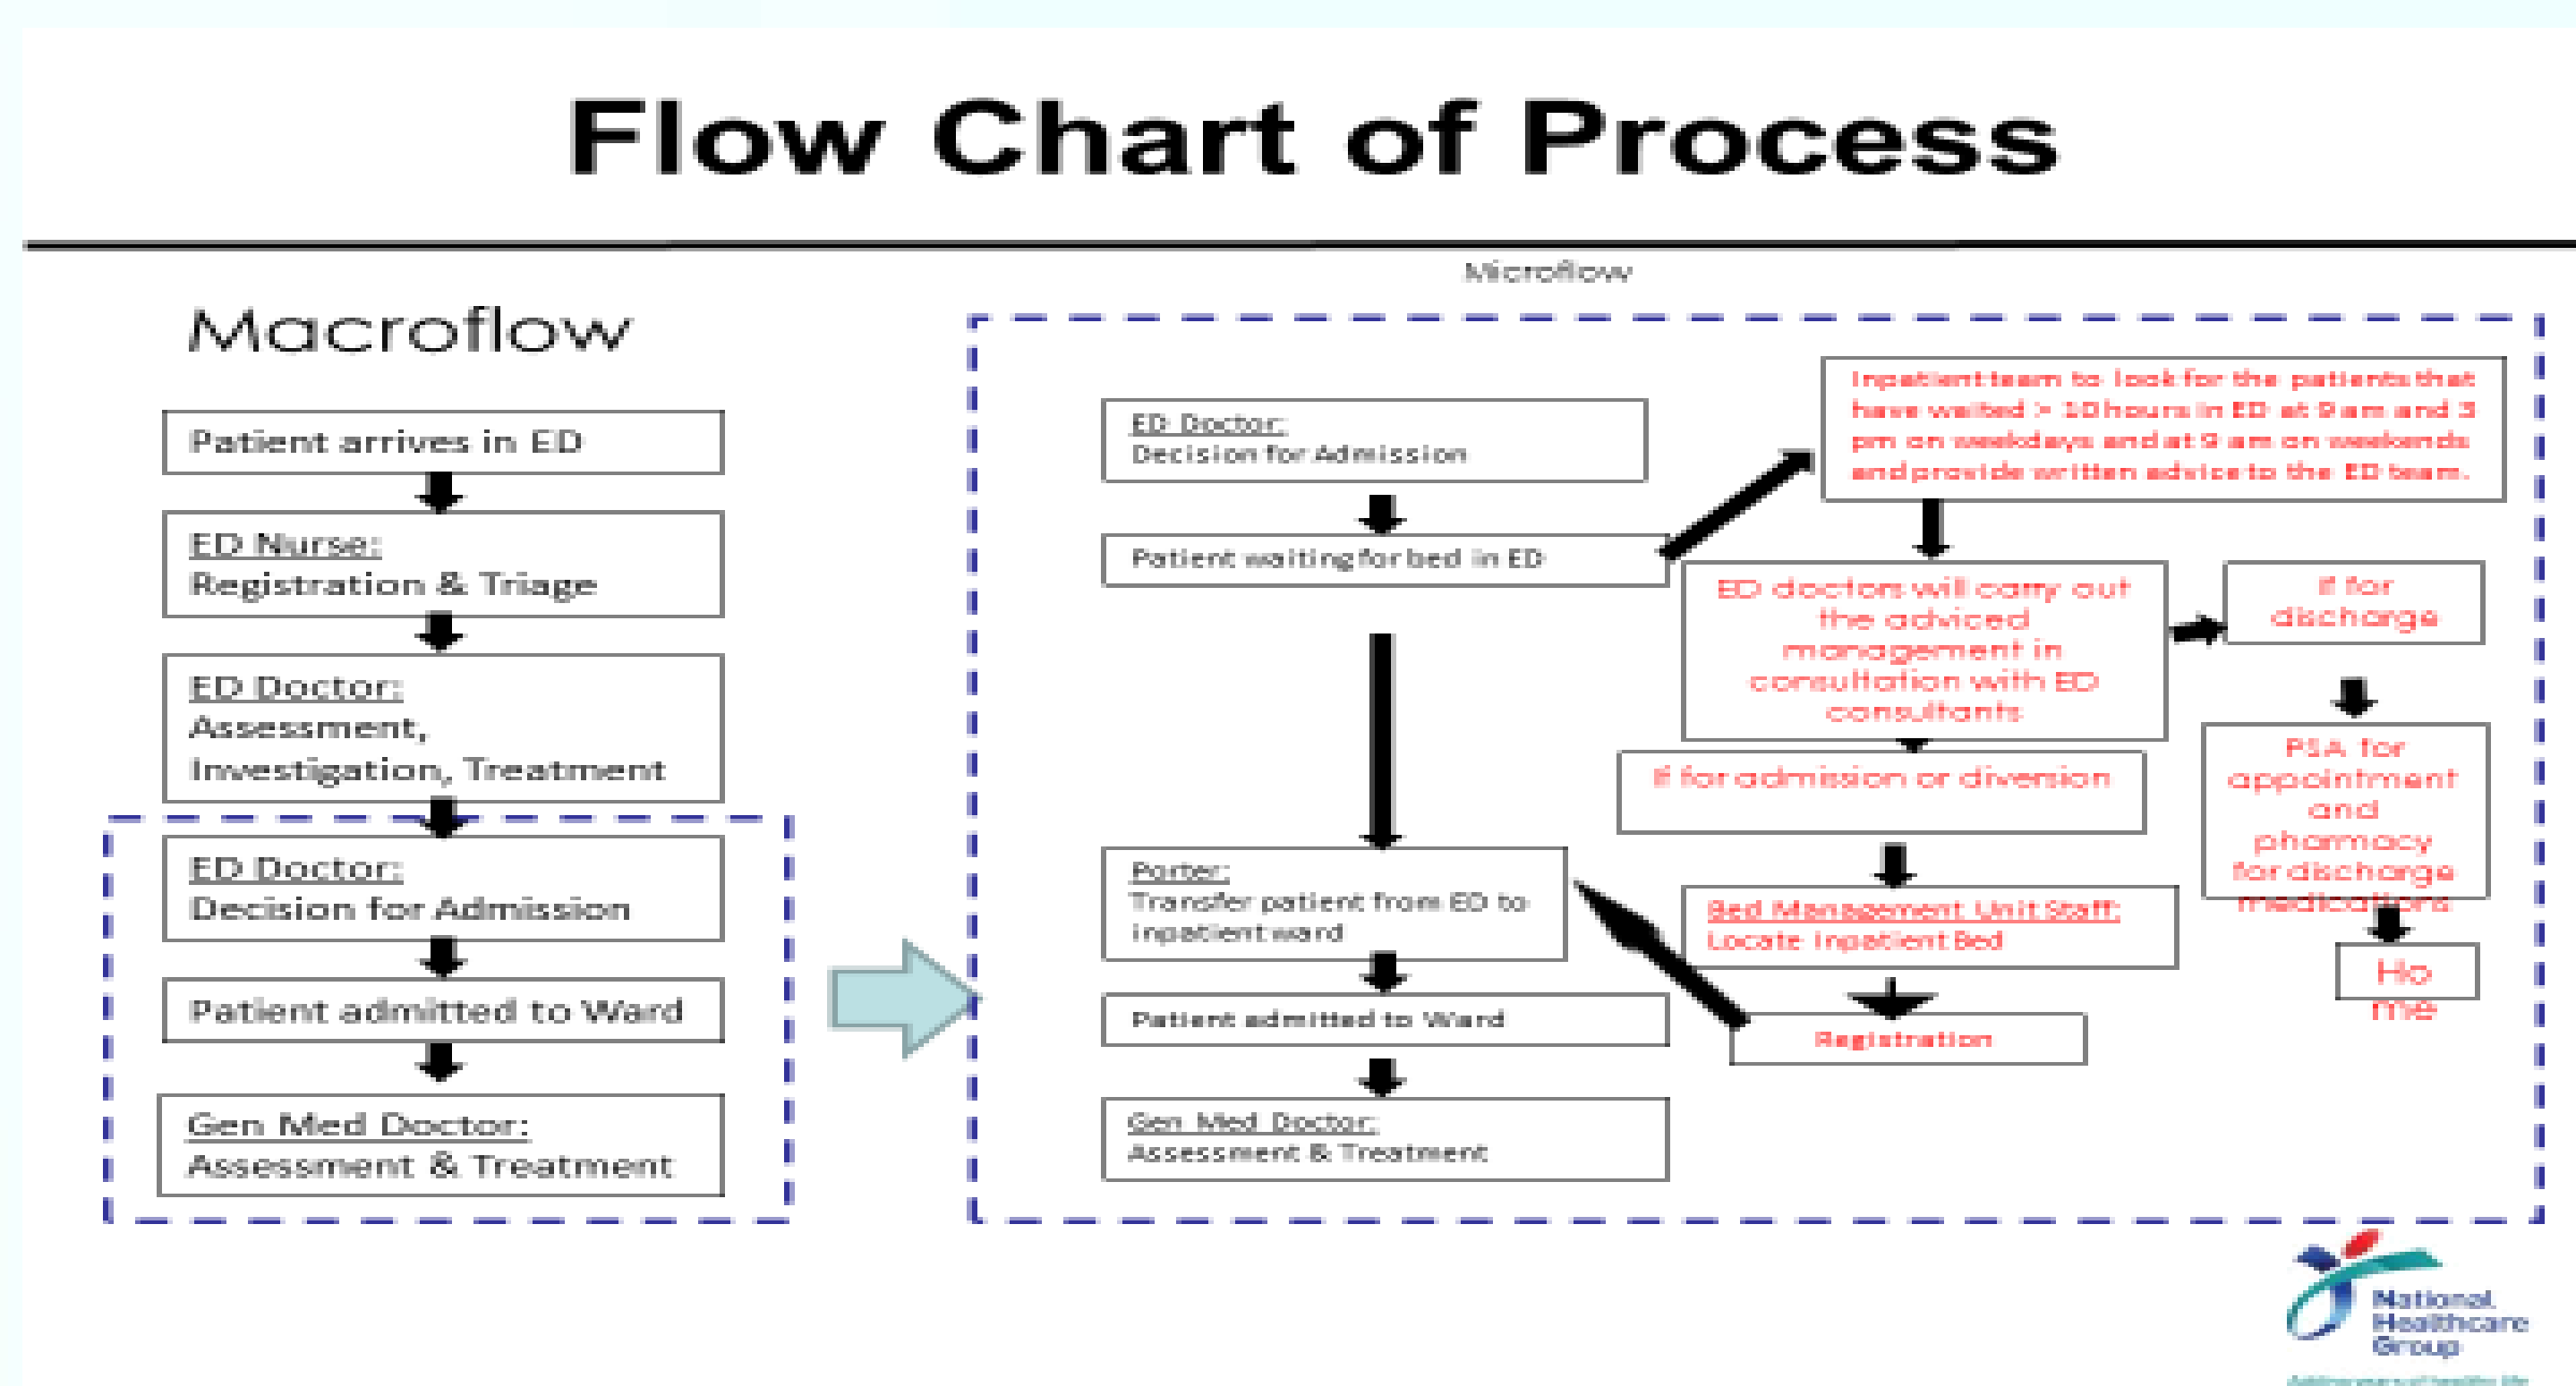 Flow Chart of Process
Macroflow
Patient arrives in ED
ED Nurse:
Registration & Triage
ED Doctor:
Assessment,
Investigation, Treatment
ED Doctor:
Decision for Admission
Patient admitted to Ward
Gen Med Doctor:
Assessment & Treatment
Microflow
ED Doctor:
Decision for Admission
Patient waiting for bed in ED
Inpatient team to look for the patients that
have waited > 10 hours in ED at 9 am and 3
pm on weekdays and at 9 am on weekends
and provide written advice to the ED team.
ED doctors will carry out
the adviced
management in
consultation with ED
consultants
If for
discharge
If for admission or diversion
PSA for
appointment
and
pharmacy
for discharge
medications
Porter:
Transfer patient from ED to
inpatient ward
Bed Management Unit Staff:
Locate Inpatient Bed
Ho
me
Patient admitted to Ward
Registration
Gen Med Doctor:
Assessment & Treatment
National
Healthcare
Group